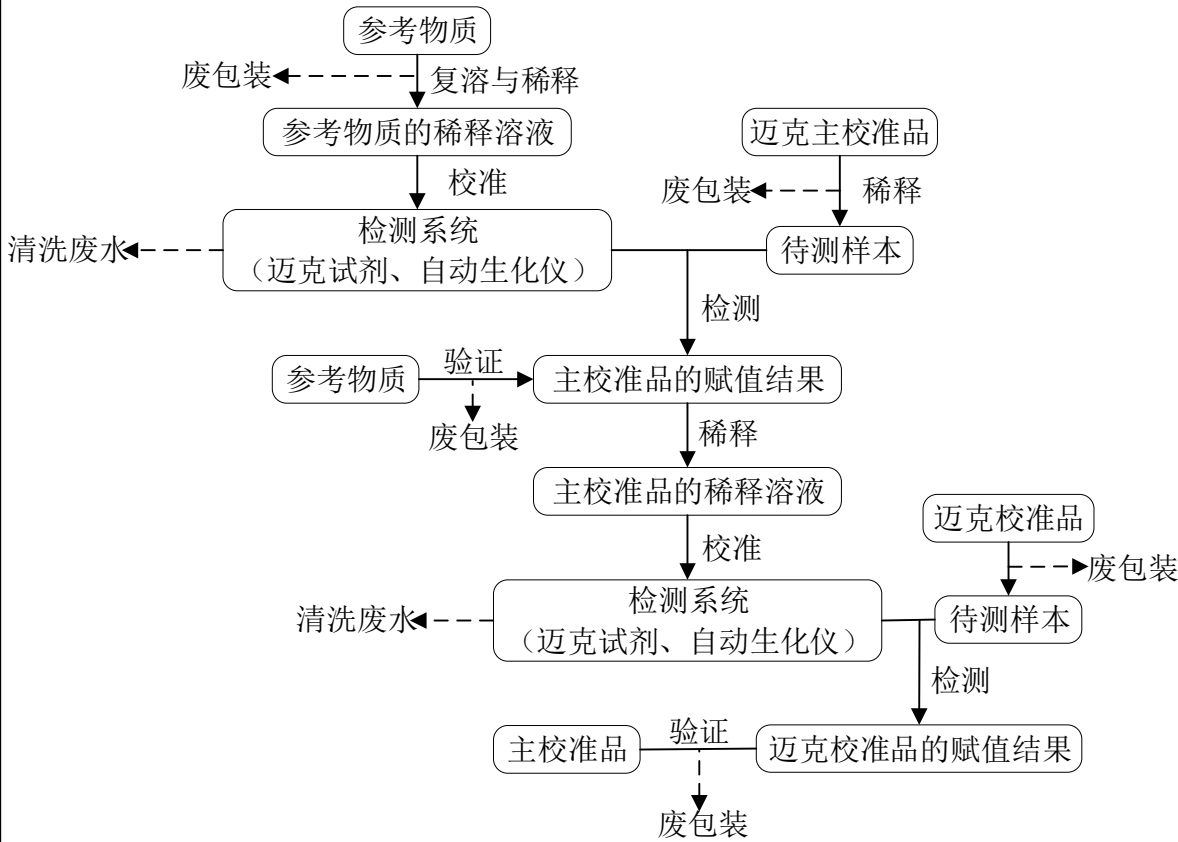 参考物质
废包装
复溶与稀释
参考物质的稀释溶液
迈克主校准品
校准
废包装
稀释
清洗废水
检测系统
（迈克试剂、自动生化仪）
待测样本
检测
参考物质
验证
主校准品的赋值结果
废包装
稀释
主校准品的稀释溶液
迈克校准品
校准
废包装
清洗废水
检测系统
（迈克试剂、自动生化仪）
待测样本
检测
主校准品
验证
迈克校准品的赋值结果
废包装